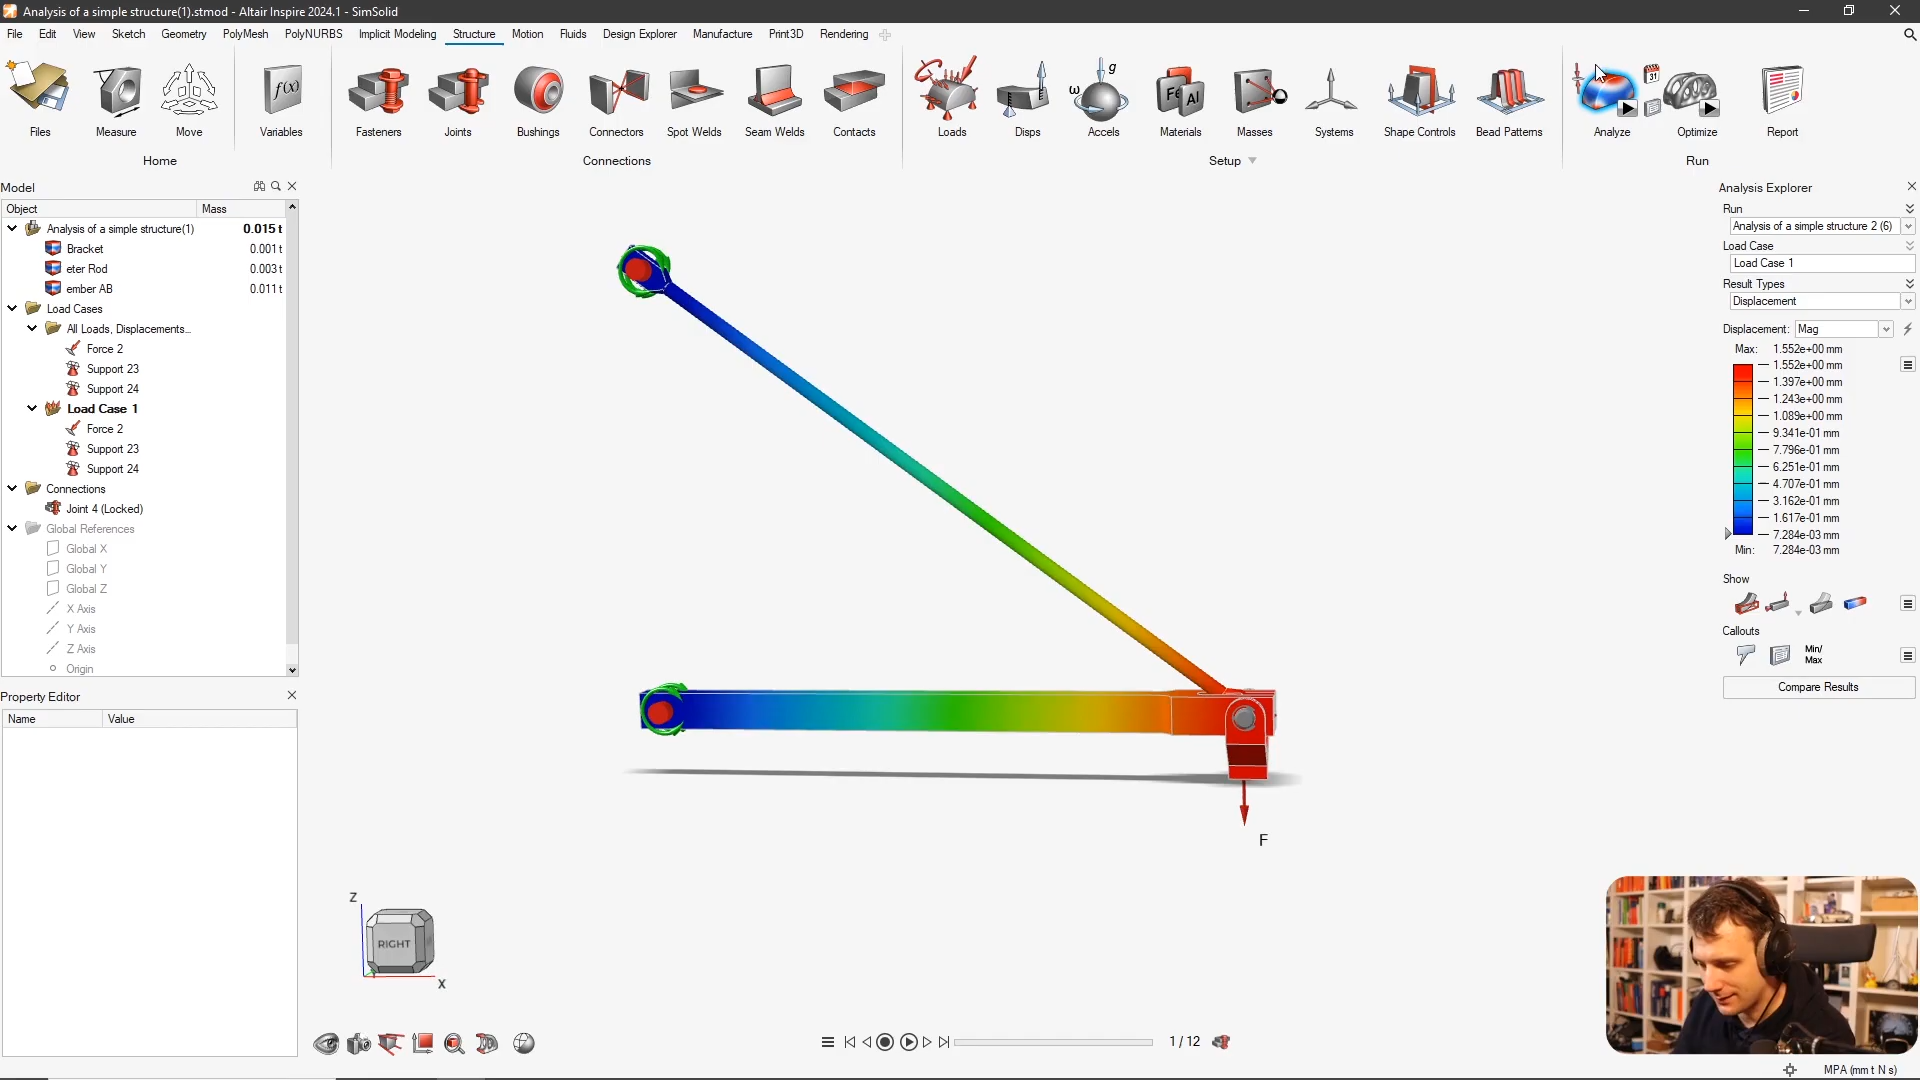 Analysis of a simple structure(1).stmod - Altair Inspire 2024.1 - SimSolid
File Edit View Sketch Geometry PolyMesh PolyNURBS Implicit Modeling Structure Motion Fluids Design Explorer Manufacture Print3D Rendering
f(x) ω g Fe Al 31
Files Measure Move Variables Fasteners Joints Bushings Connectors Spot Welds Seam Welds Contacts Loads Disps Accels Materials Masses Systems Shape Controls Bead Patterns Analyze Optimize Report
Home Connections Setup Run
Model
Object Mass
Analysis of a simple structure(1) 0.015 t
Bracket 0.001 t
eter Rod 0.003 t
ember AB 0.011 t
Load Cases
All Loads, Displacements...
Force 2
Support 23
Support 24
Load Case 1
Force 2
Support 23
Support 24
Connections
Joint 4 (Locked)
Global References
Global X
Global Y
Global Z
X Axis
Y Axis
Z Axis
Origin
Property Editor
Name Value
F
Z
RIGHT
X
1 / 12
Analysis Explorer
Run
Analysis of a simple structure 2 (6)
Load Case
Load Case 1
Result Types
Displacement
Displacement: Mag
Max: 1.552e+00 mm
1.552e+00 mm
1.397e+00 mm
1.243e+00 mm
1.089e+00 mm
9.341e-01 mm
7.796e-01 mm
6.251e-01 mm
4.707e-01 mm
3.162e-01 mm
1.617e-01 mm
7.284e-03 mm
Min: 7.284e-03 mm
Show
Callouts
Min/
Max
Compare Results
MPA (mm t N s)